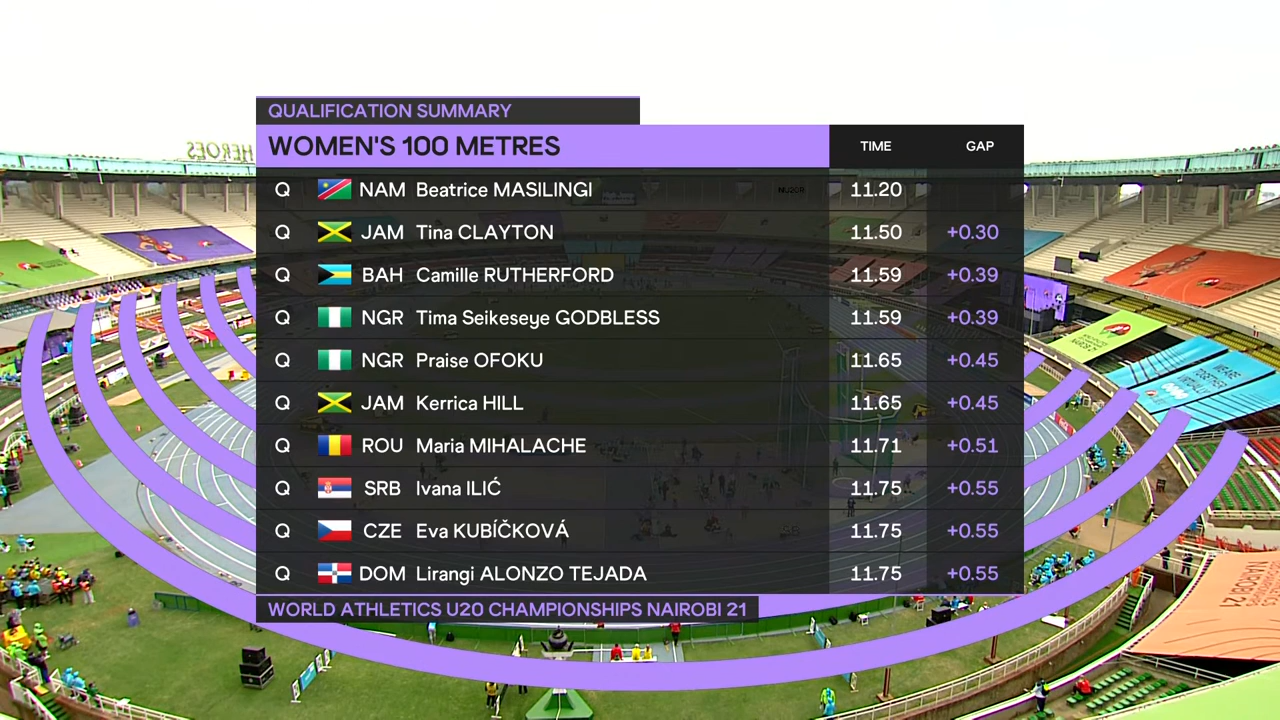 QUALIFICATION SUMMARY
WOMEN'S 100 METRES TIME GAP
Q NAM Beatrice MASILINGI 11.20
Q JAM Tina CLAYTON 11.50 +0.30
Q BAH Camille RUTHERFORD 11.59 +0.39
Q NGR Tima Seikeseye GODBLESS 11.59 +0.39
Q NGR Praise OFOKU 11.65 +0.45
Q JAM Kerrica HILL 11.65 +0.45
Q ROU Maria MIHALACHE 11.71 +0.51
Q SRB Ivana ILIĆ 11.75 +0.55
Q CZE Eva KUBÍČKOVÁ 11.75 +0.55
Q DOM Lirangi ALONZO TEJADA 11.75 +0.55
WORLD ATHLETICS U20 CHAMPIONSHIPS NAIROBI 21
HEROES
NAIROBI 21